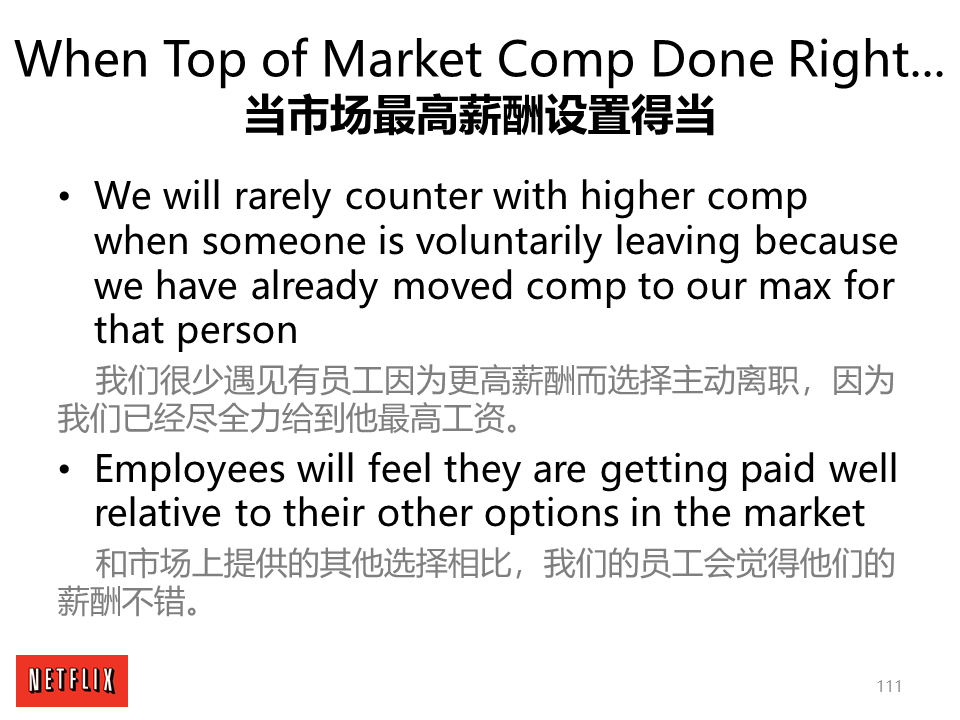 When Top of Market Comp Done Right...
当市场最高薪酬设置得当
• We will rarely counter with higher comp
when someone is voluntarily leaving because
we have already moved comp to our max for
that person
我们很少遇见有员工因为更高薪酬而选择主动离职，因为
我们已经尽全力给到他最高工资。
• Employees will feel they are getting paid well
relative to their other options in the market
和市场上提供的其他选择相比，我们的员工会觉得他们的
薪酬不错。
NETFLIX
111